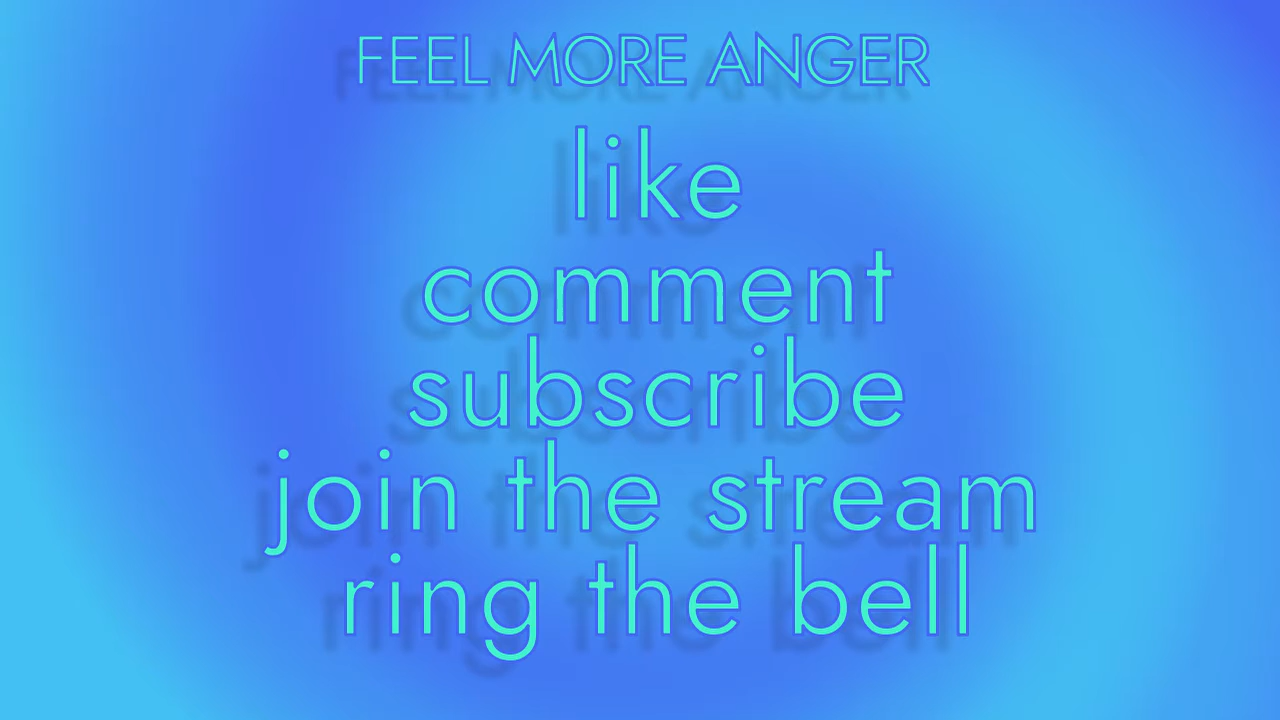 FEEL MORE ANGER
like
comment
subscribe
join the stream
ring the bell